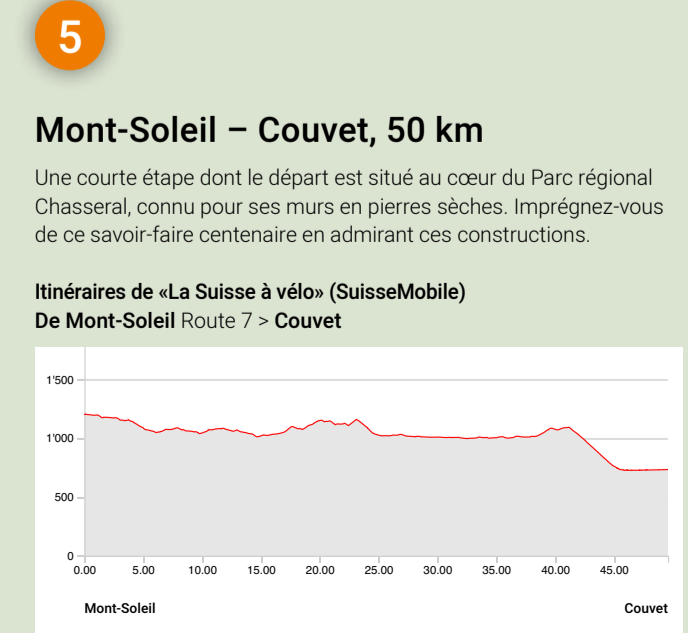 5
Mont-Soleil – Couvet, 50 km
Une courte étape dont le départ est situé au cœur du Parc régional
Chasseral, connu pour ses murs en pierres sèches. Imprégnez-vous
de ce savoir-faire centenaire en admirant ces constructions.
Itinéraires de «La Suisse à vélo» (SuisseMobile)
De Mont-Soleil Route 7 > Couvet
1'500
1'000
500
0
0.00 5.00 10.00 15.00 20.00 25.00 30.00 35.00 40.00 45.00
Mont-Soleil Couvet